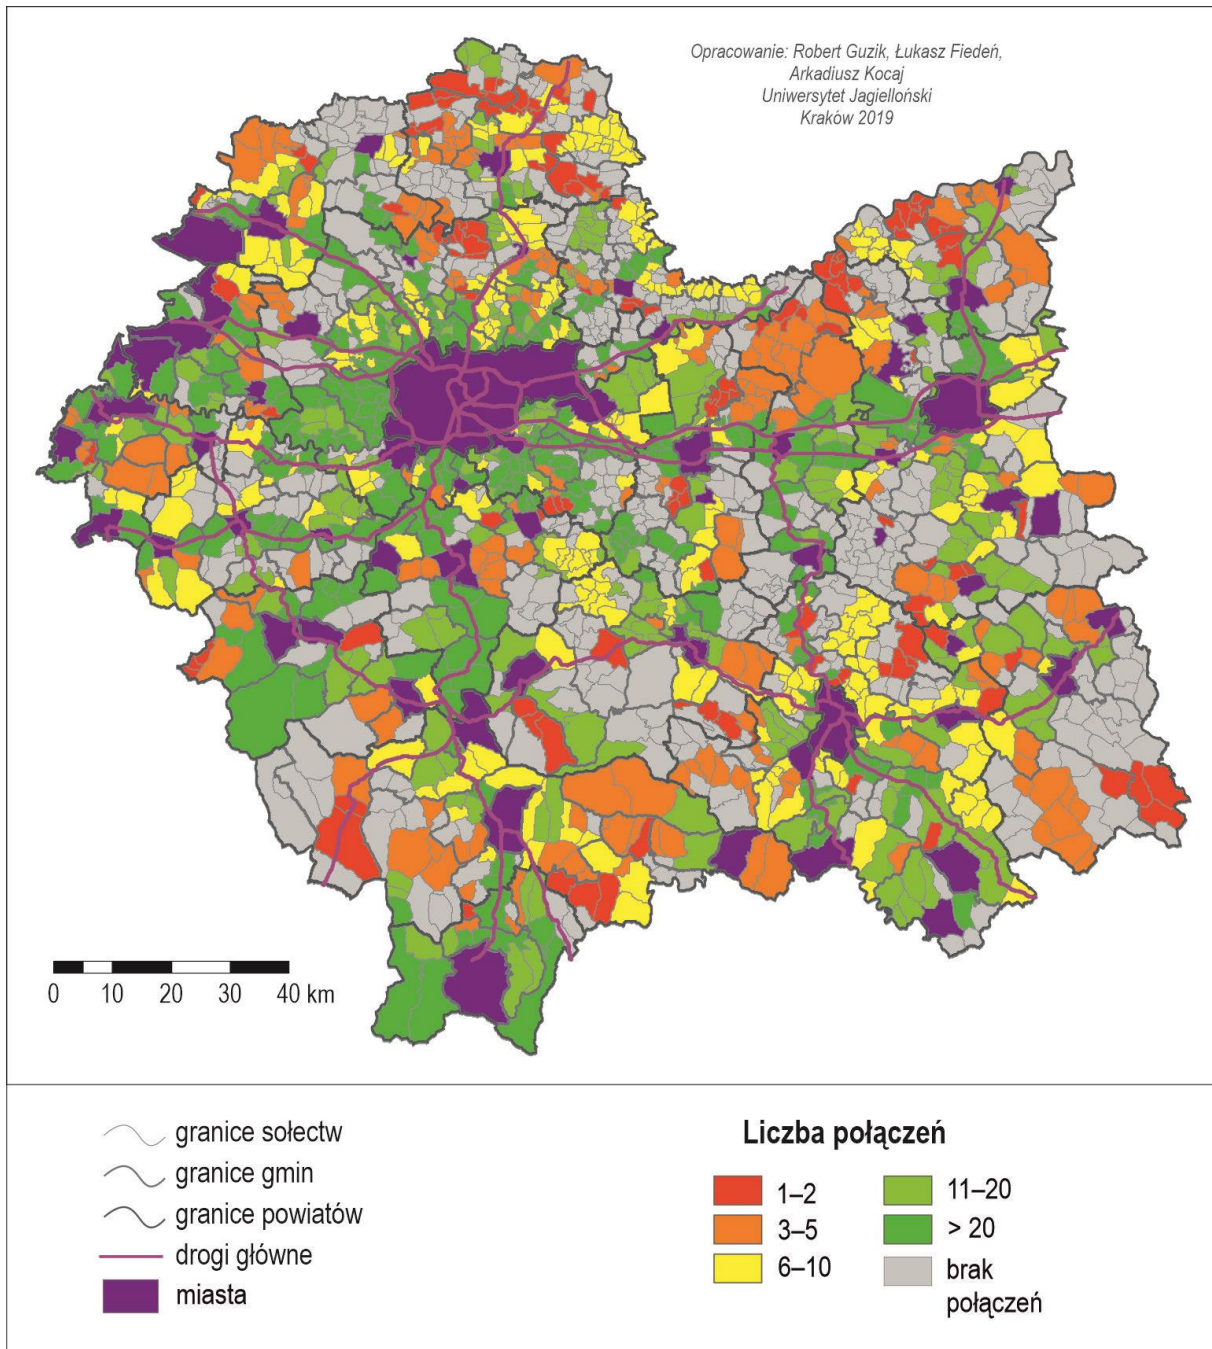 Opracowanie: Robert Guzik, Łukasz Fiedeń,
Arkadiusz Kocaj
Uniwersytet Jagielloński
Kraków 2019
0 10 20 30 40 km
granice sołectw
granice gmin
granice powiatów
drogi główne
miasta
Liczba połączeń
1–2
3–5
6–10
11–20
> 20
brak
połączeń